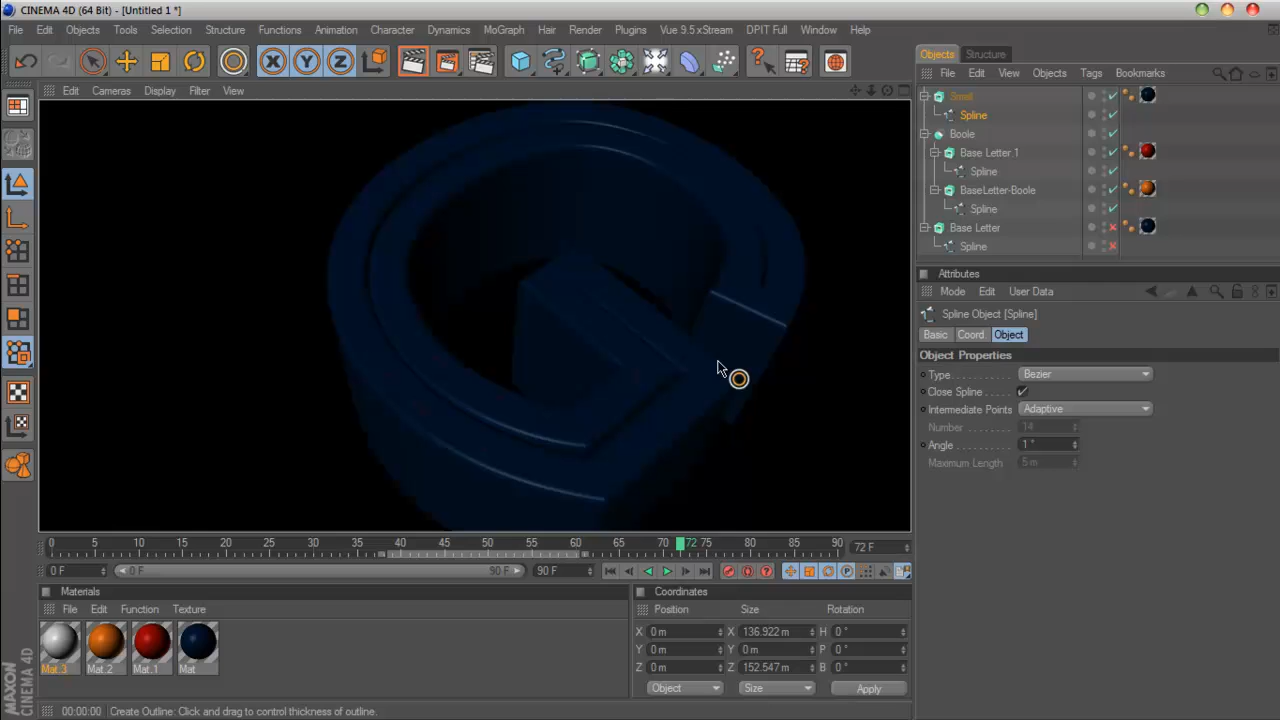 CINEMA 4D (64 Bit) - [Untitled 1 *]
File Edit Objects Tools Selection Structure Functions Animation Character Dynamics MoGraph Hair Render Plugins Vue 9.5 xStream DPIT Full Window Help
Objects Structure
File Edit View Objects Tags Bookmarks
Edit Cameras Display Filter View
Small
Spline
Boole
Base Letter 1
Spline
BaseLetter-Boole
Spline
Base Letter
Spline
Attributes
Mode Edit User Data
Spline Object [Spline]
Basic Coord. Object
Object Properties
Type Bezier
Close Spline
Intermediate Points Adaptive
Number 14
Angle 1 °
Maximum Length 5 m
0 5 10 15 20 25 30 35 40 45 50 55 60 65 70 72 75 80 85 90 72 F
0 F 0 F 90 F 90 F
Materials
File Edit Function Texture
Mat.3 Mat.2 Mat.1 Mat
Coordinates
Position Size Rotation
X 0 m X 136.922 m H 0 °
Y 0 m Y 0 m P 0 °
Z 0 m Z 152.547 m B 0 °
Object Size Apply
MAXON CINEMA 4D
00:00:00 Create Outline: Click and drag to control thickness of outline.